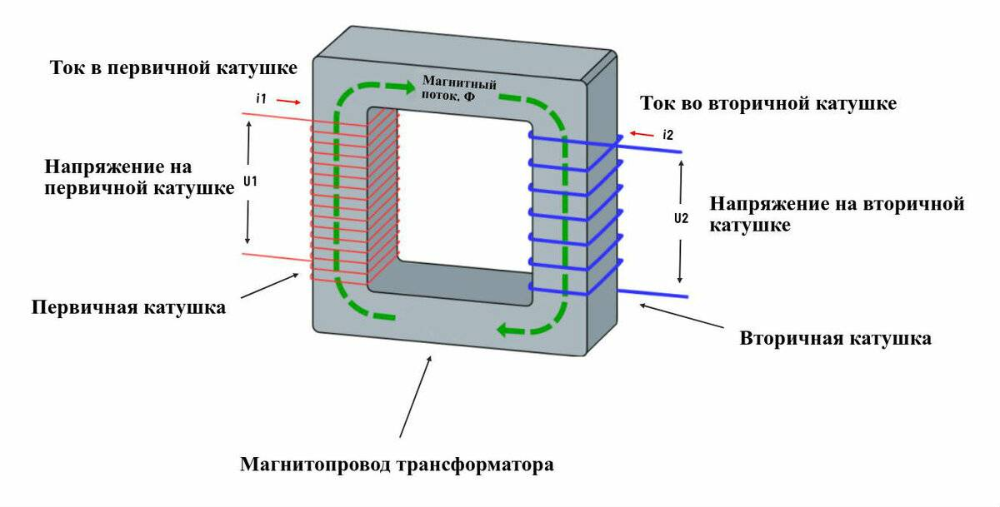 Ток в первичной катушке
i1
Магнитный
поток, Ф
Ток во вторичной катушке
i2
Напряжение на
первичной катушке
U1
Напряжение на вторичной
катушке
U2
Первичная катушка
Вторичная катушка
Магнитопровод трансформатора